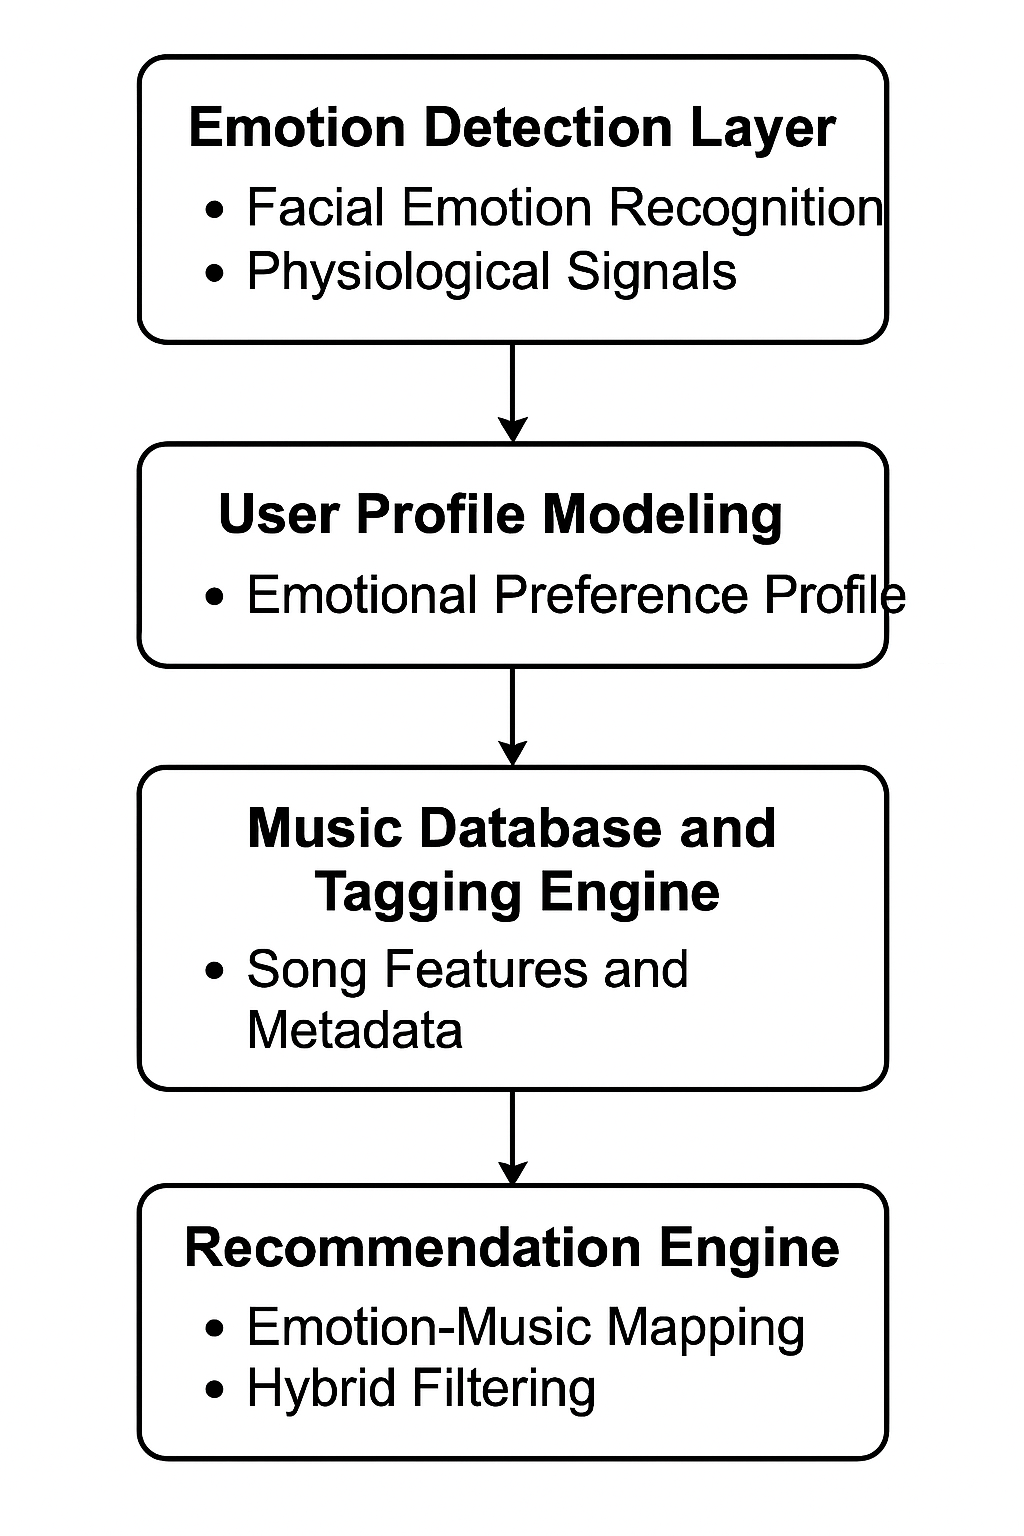 Emotion Detection Layer
• Facial Emotion Recognition
• Physiological Signals
User Profile Modeling
• Emotional Preference Profile
Music Database and
Tagging Engine
• Song Features and
Metadata
Recommendation Engine
• Emotion-Music Mapping
• Hybrid Filtering